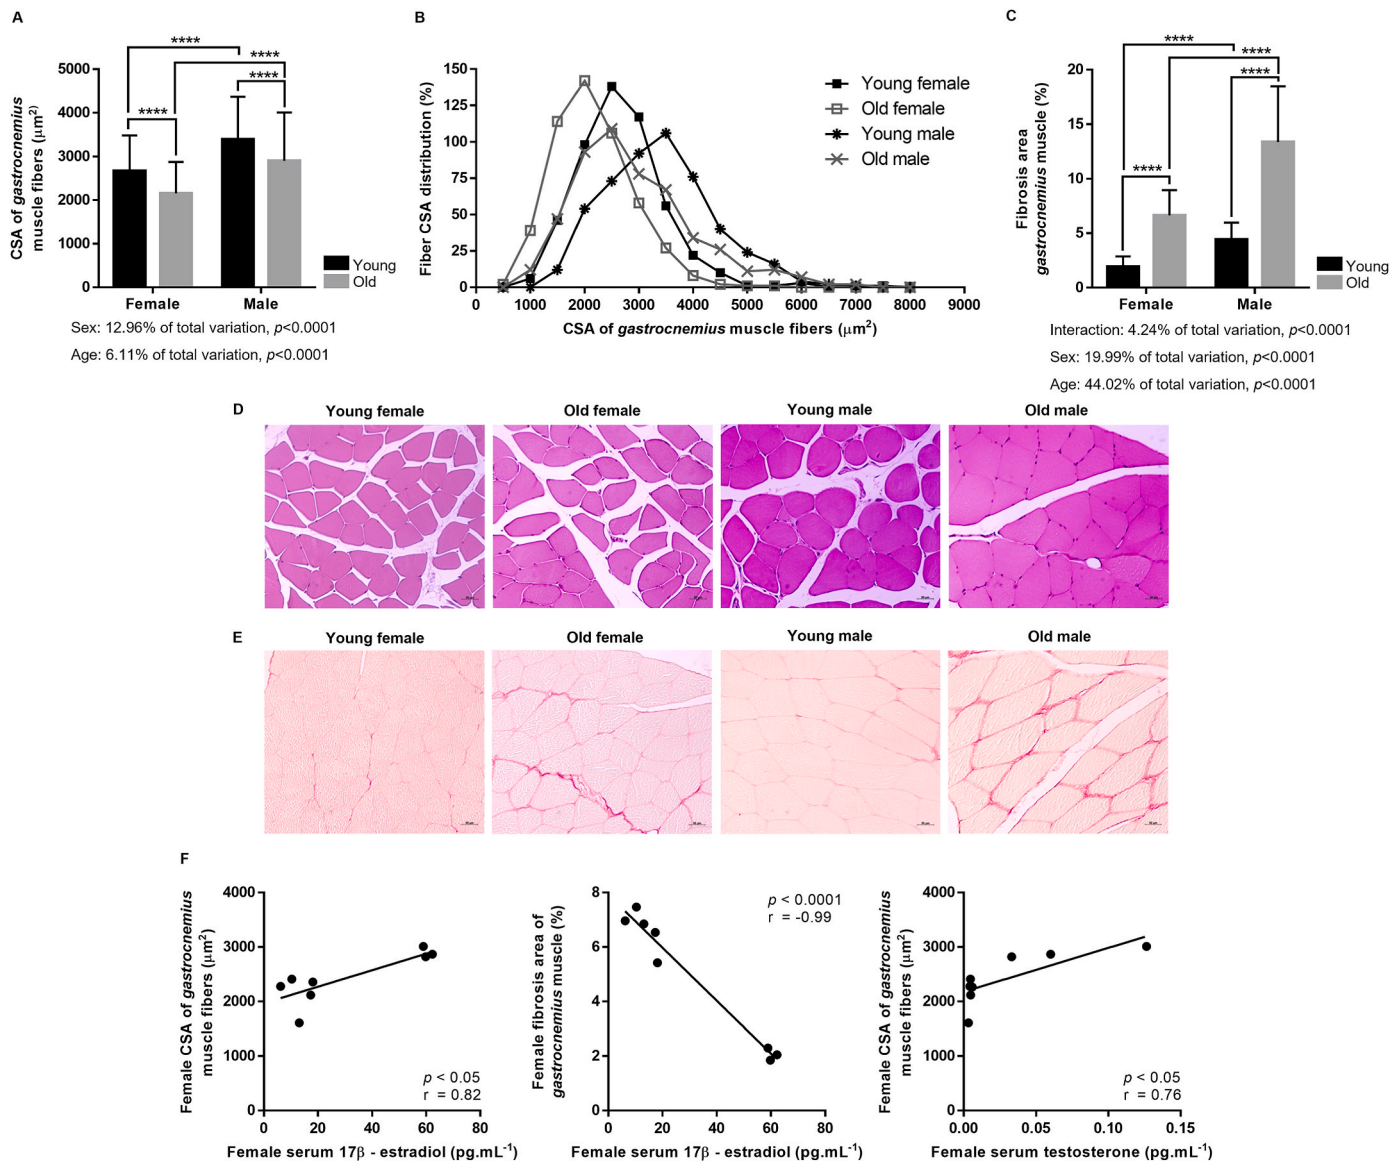 A
****
****
****
****
CSA of gastrocnemius
muscle fibers (µm²)
5000
4000
3000
2000
1000
0
Female
Male
Young
Old
Sex: 12.96% of total variation, p<0.0001
Age: 6.11% of total variation, p<0.0001
B
Fiber CSA distribution (%)
150
125
100
75
50
25
0
0
1000
2000
3000
4000
5000
6000
7000
8000
9000
CSA of gastrocnemius muscle fibers (µm²)
Young female
Old female
Young male
Old male
C
****
****
****
****
Fibrosis area
gastrocnemius muscle (%)
20
15
10
5
0
Female
Male
Young
Old
Interaction: 4.24% of total variation, p<0.0001
Sex: 19.99% of total variation, p<0.0001
Age: 44.02% of total variation, p<0.0001
D
Young female
Old female
Young male
Old male
E
Young female
Old female
Young male
Old male
F
Female CSA of gastrocnemius
muscle fibers (µm²)
4000
3000
2000
1000
0
0
20
40
60
80
p < 0.05
r = 0.82
Female serum 17β - estradiol (pg.mL⁻¹)
Female fibrosis area of
gastrocnemius muscle (%)
8
6
4
2
0
0
20
40
60
80
p < 0.0001
r = -0.99
Female serum 17β - estradiol (pg.mL⁻¹)
Female CSA of gastrocnemius
muscle fibers (µm²)
4000
3000
2000
1000
0
0.00
0.05
0.10
0.15
p < 0.05
r = 0.76
Female serum testosterone (pg.mL⁻¹)